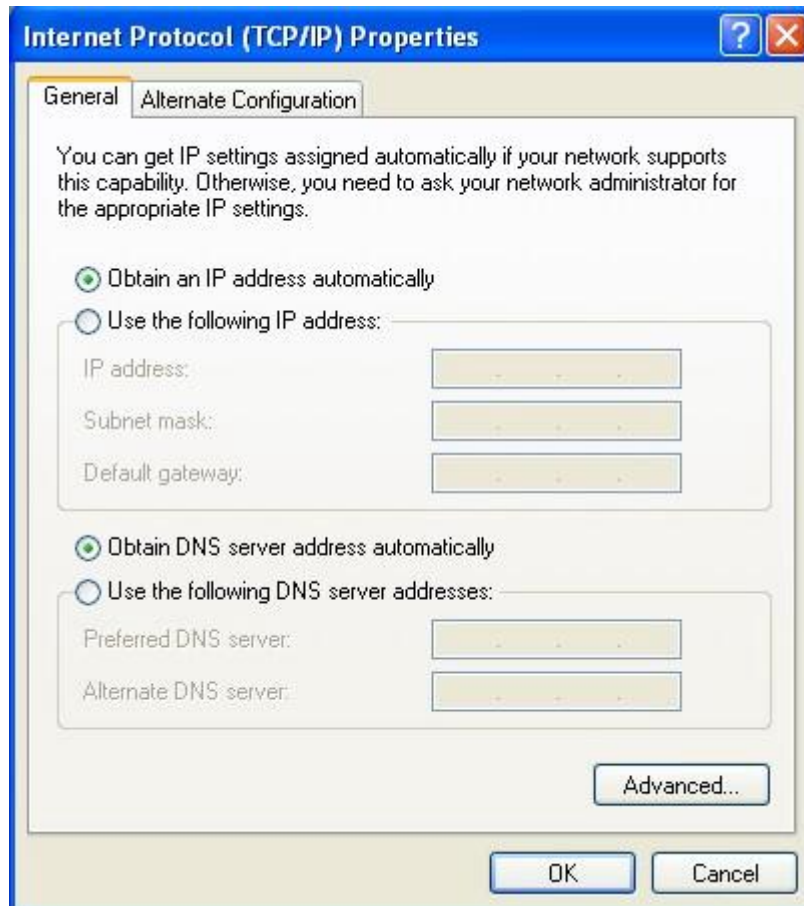 Internet Protocol (TCP/IP) Properties
General
Alternate Configuration
You can get IP settings assigned automatically if your network supports
this capability. Otherwise, you need to ask your network administrator for
the appropriate IP settings.
Obtain an IP address automatically
Use the following IP address:
IP address:
Subnet mask:
Default gateway:
Obtain DNS server address automatically
Use the following DNS server addresses:
Preferred DNS server:
Alternate DNS server:
Advanced...
OK
Cancel